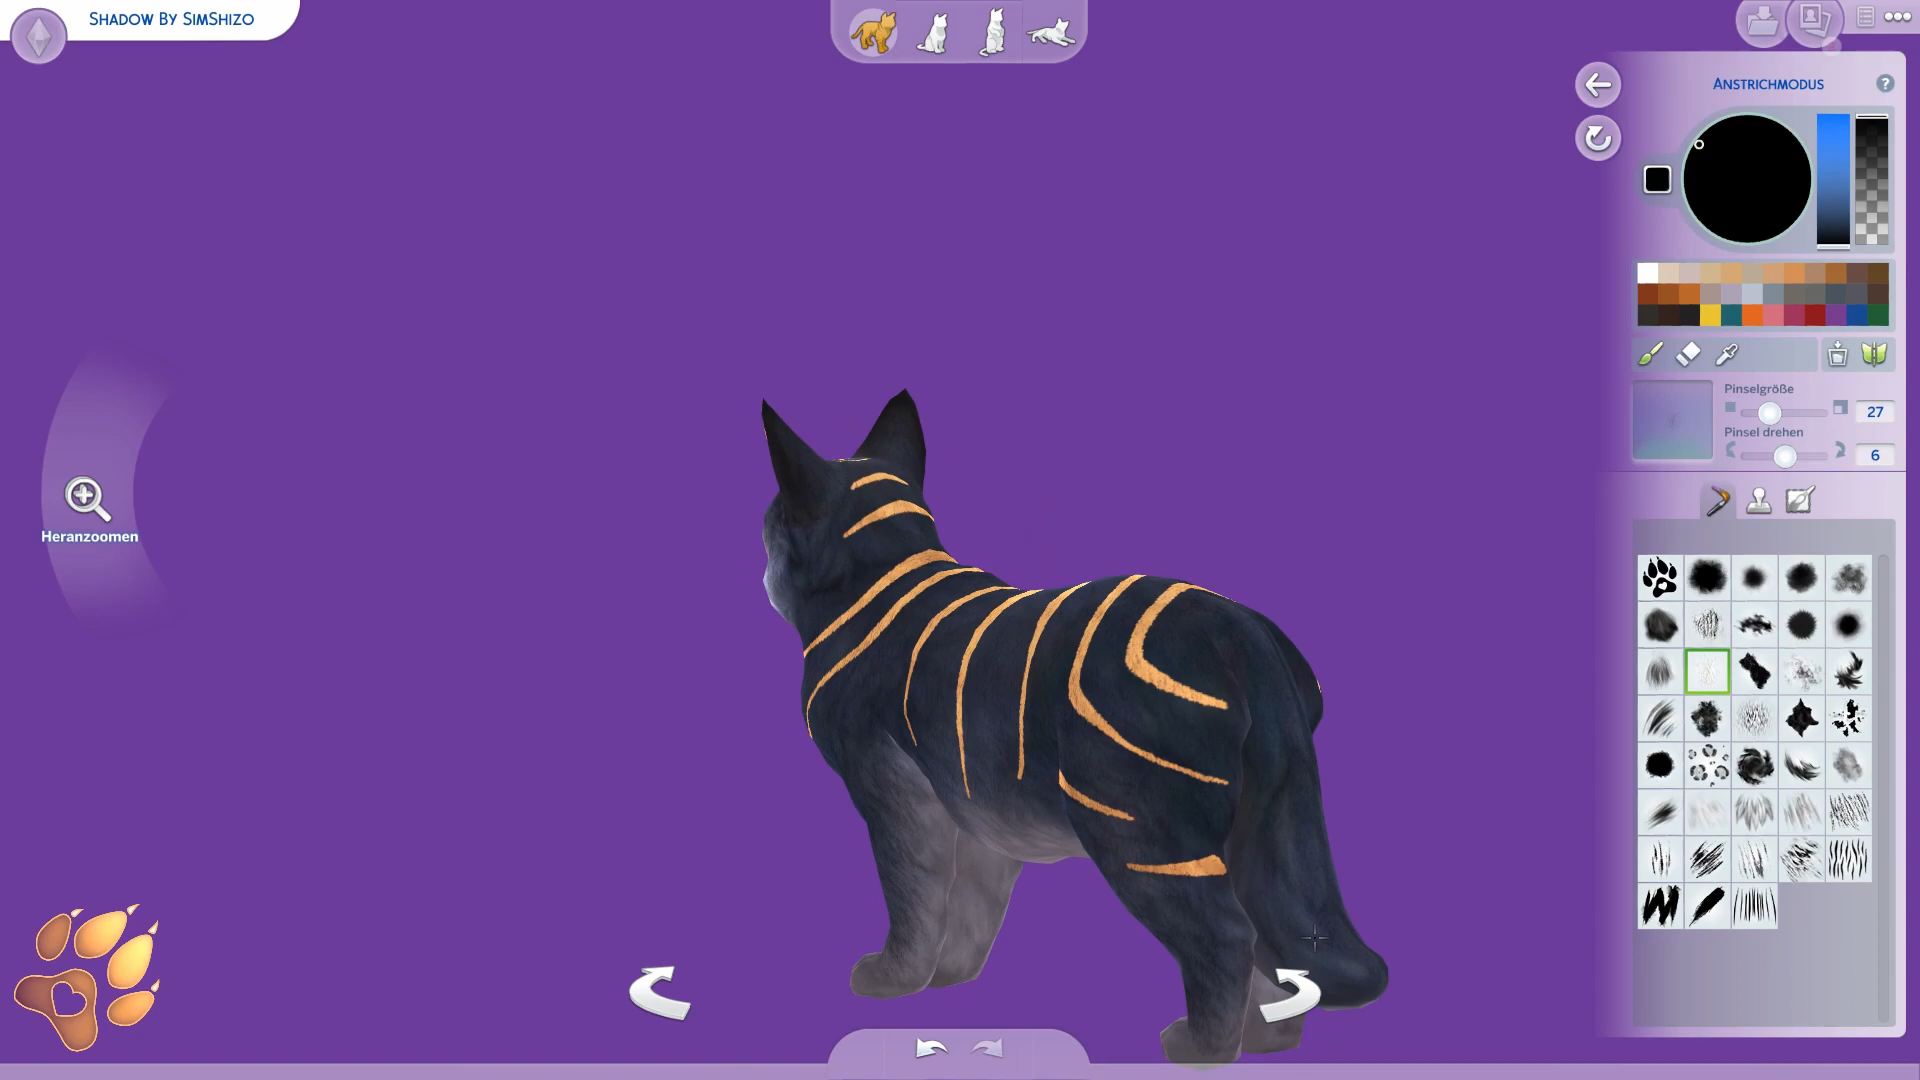 Shadow By SimShizo
Anstrichmodus
?
Pinselgröße
27
Pinsel drehen
6
Heranzoomen